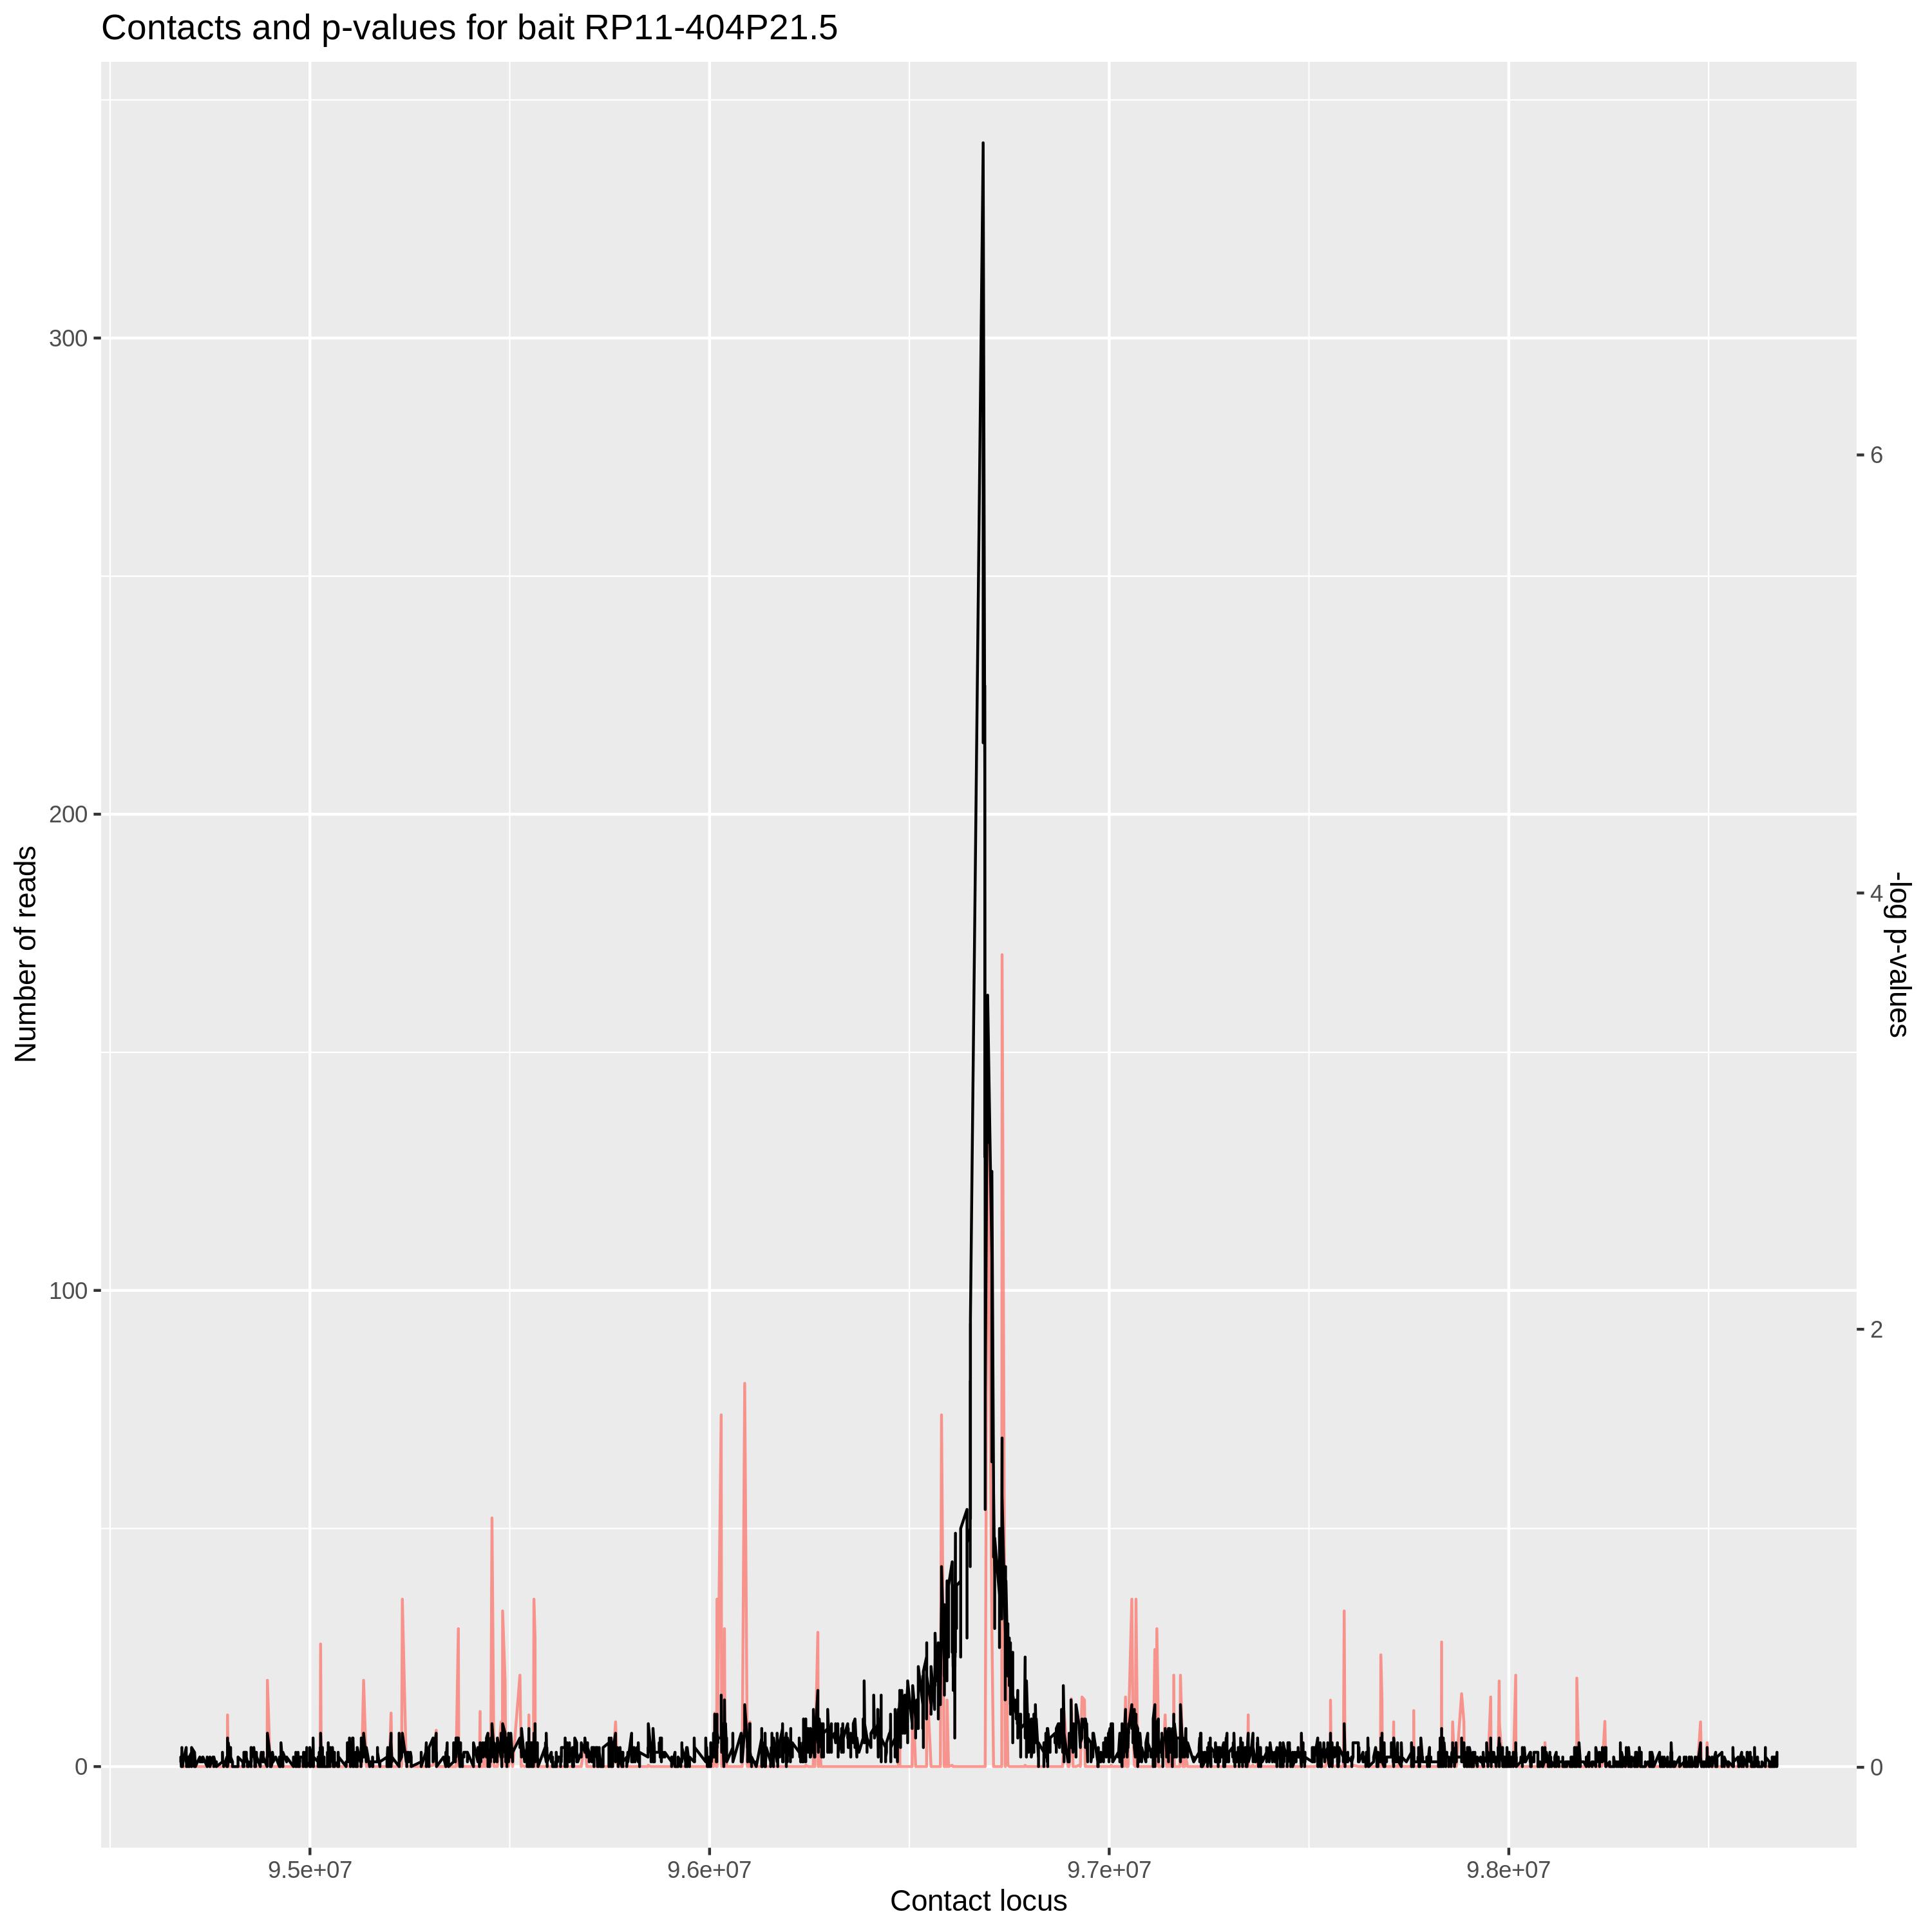 Contacts and p-values for bait RP11-404P21.5
300
200
100
0
Number of reads
6
4
2
0
-log p-values
9.5e+07
9.6e+07
9.7e+07
9.8e+07
Contact locus